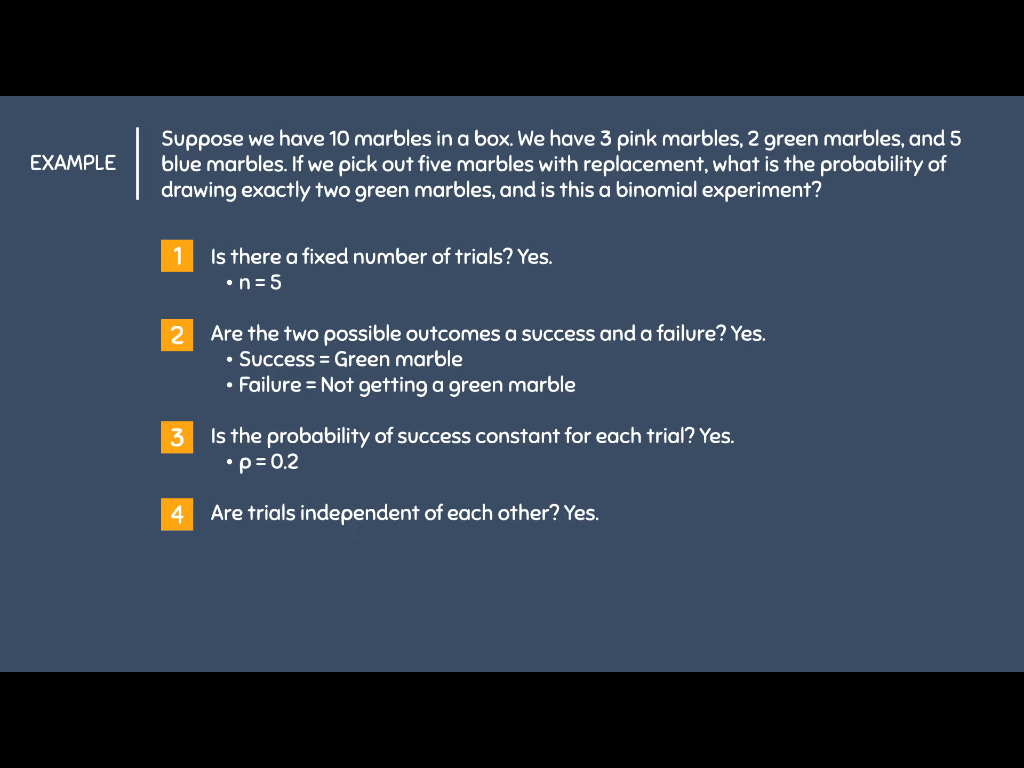 EXAMPLE
Suppose we have 10 marbles in a box. We have 3 pink marbles, 2 green marbles, and 5
blue marbles. If we pick out five marbles with replacement, what is the probability of
drawing exactly two green marbles, and is this a binomial experiment?
1 Is there a fixed number of trials? Yes.
• n = 5
2 Are the two possible outcomes a success and a failure? Yes.
• Success = Green marble
• Failure = Not getting a green marble
3 Is the probability of success constant for each trial? Yes.
• p = 0.2
4 Are trials independent of each other? Yes.